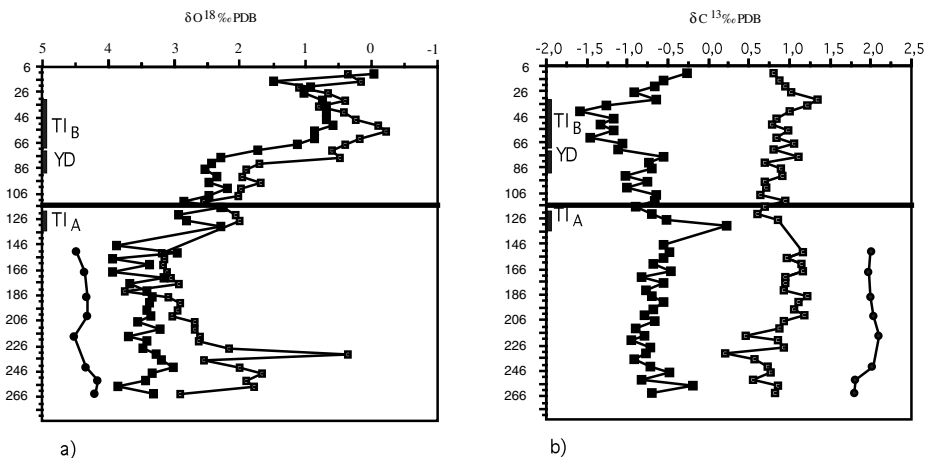 δO 18 ‰ PDB
5 4 3 2 1 0 -1
6
26
46
66
86
106
126
146
166
186
206
226
246
266
TI B
YD
TI A
a)
δC 13 ‰ PDB
-2,0 -1,5 -1,0 -0,5 0,0 0,5 1,0 1,5 2,0 2,5
6
26
46
66
86
106
126
146
166
186
206
226
246
266
TI B
YD
TI A
b)